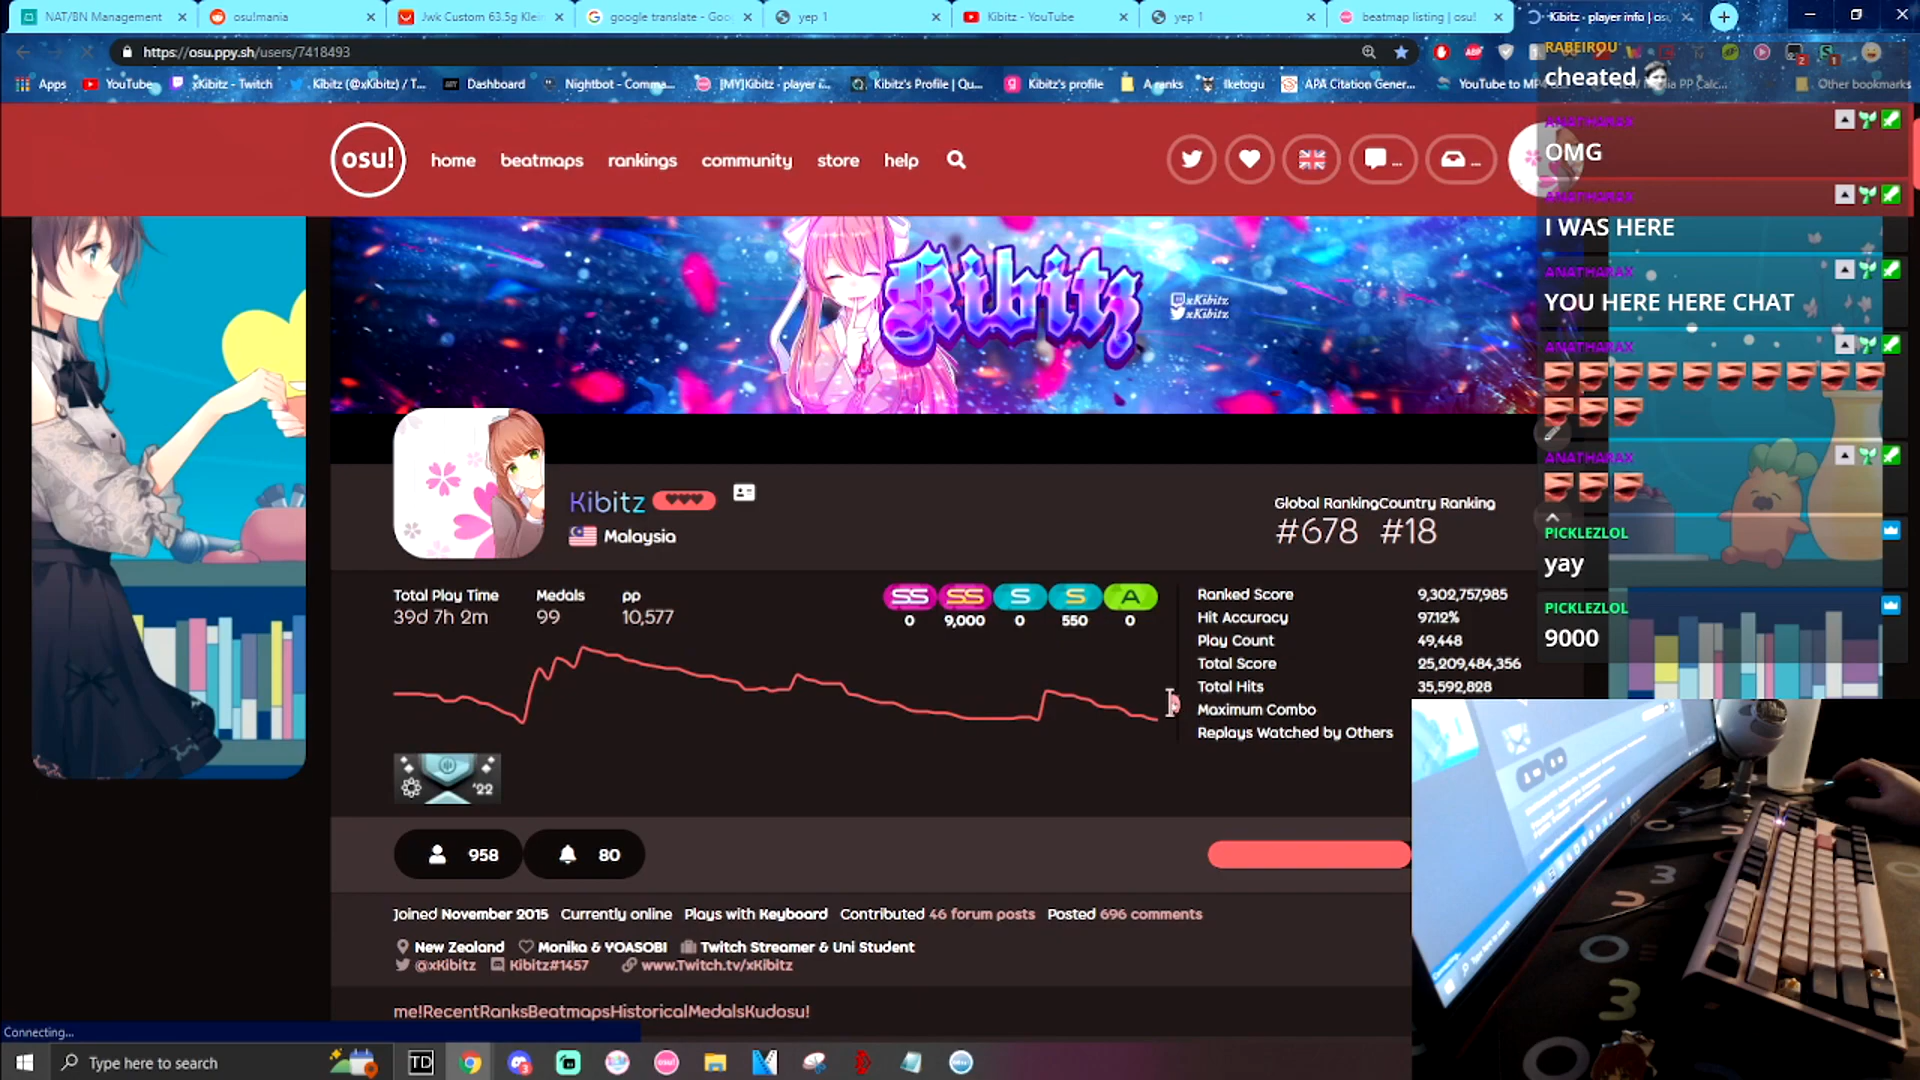 NAT/BN Management
osu!mania
Jwk Custom 63.5g Klei
google translate - Goo
yep 1
Kibitz - YouTube
yep 1
beatmap listing | osu!
Kibitz · player info | os
https://osu.ppy.sh/users/7418493
Apps
YouTube
xKibitz - Twitch
Kibitz (@xKibitz) / T...
Dashboard
Nightbot - Comma...
[MY]Kibitz · player i...
Kibitz's Profile | Qu...
Kibitz's profile
A ranks
Iketogu
APA Citation Gener...
YouTube to MP
PP Calc...
Other bookmarks
osu!
home
beatmaps
rankings
community
store
help
Kibitz
xKibitz
xKibitz
Kibitz
Malaysia
Global Ranking
Country Ranking
#678
#18
Total Play Time
39d 7h 2m
Medals
99
pp
10,577
SS
SS
S
S
A
0
9,000
0
550
0
Ranked Score 9,302,757,985
Hit Accuracy 97.12%
Play Count 49,448
Total Score 25,209,484,356
Total Hits 35,592,828
Maximum Combo
Replays Watched by Others
'22
958
80
Joined November 2015 Currently online Plays with Keyboard Contributed 46 forum posts Posted 696 comments
New Zealand Monika & YOASOBI Twitch Streamer & Uni Student
@xKibitz Kibitz#1457 www.Twitch.tv/xKibitz
me!RecentRanksBeatmapsHistoricalMedalsKudosu!
Connecting...
Type here to search
TD
osu!
RABEIROU
cheated
ANATHARAX
OMG
ANATHARAX
I WAS HERE
ANATHARAX
YOU HERE HERE CHAT
ANATHARAX
ANATHARAX
PICKLEZLOL
yay
PICKLEZLOL
9000